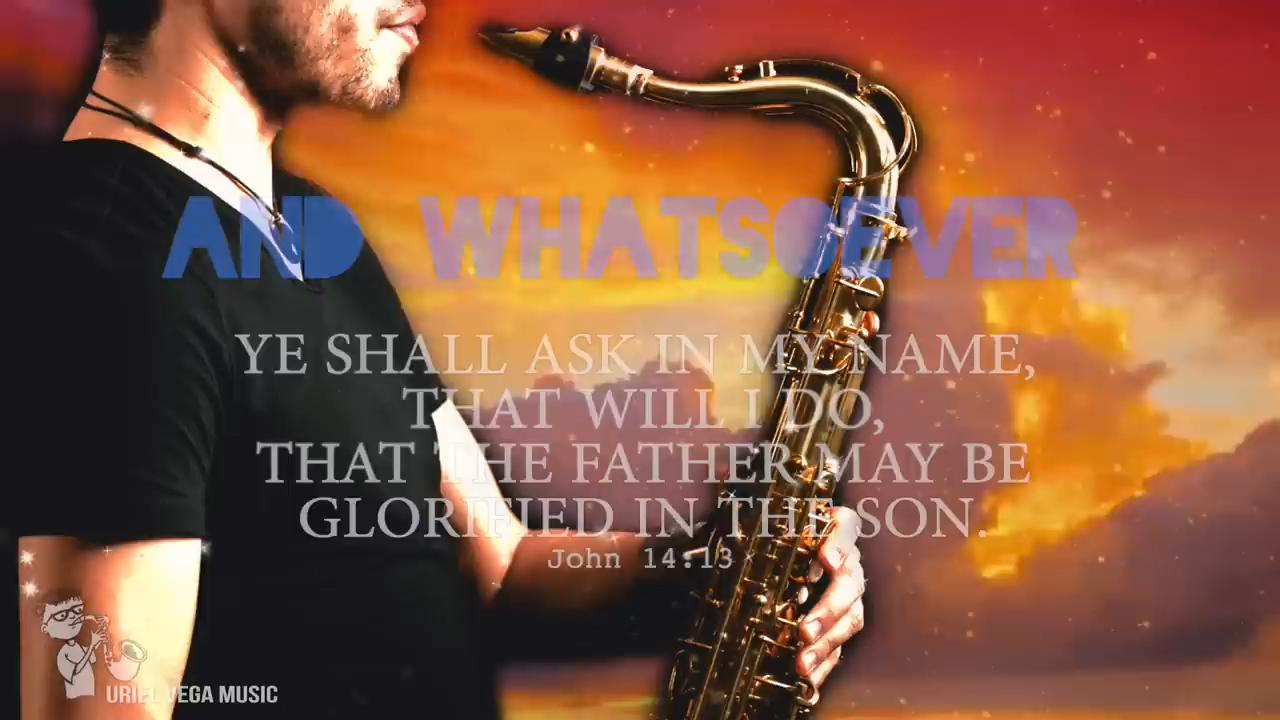 AND WHATSOEVER
YE SHALL ASK IN MY NAME,
THAT WILL I DO,
THAT THE FATHER MAY BE
GLORIFIED IN THE SON.
John 14:13
URIEL VEGA MUSIC